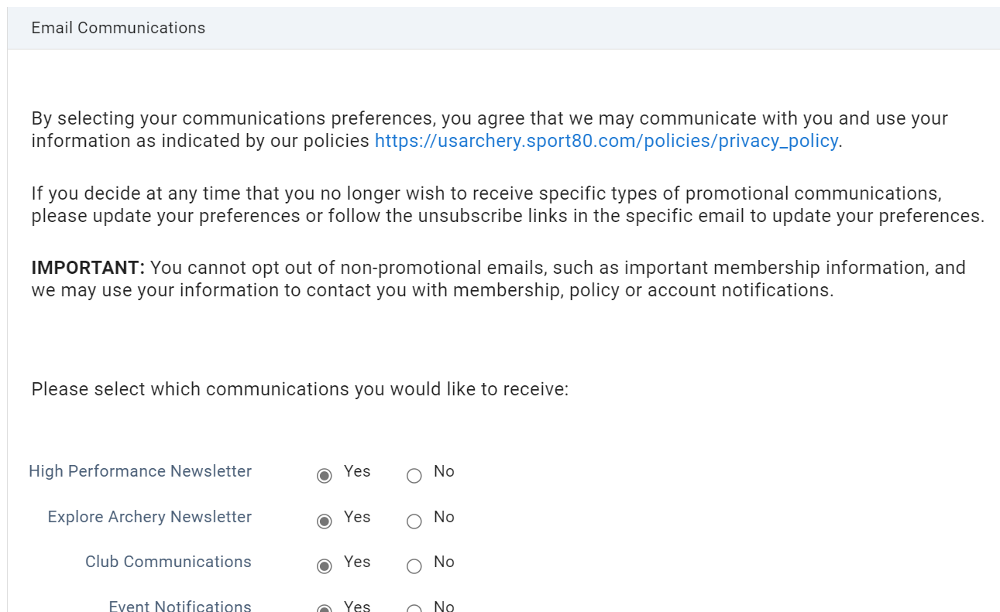 Email Communications
By selecting your communications preferences, you agree that we may communicate with you and use your
information as indicated by our policies https://usarchery.sport80.com/policies/privacy_policy.
If you decide at any time that you no longer wish to receive specific types of promotional communications,
please update your preferences or follow the unsubscribe links in the specific email to update your preferences.
IMPORTANT: You cannot opt out of non-promotional emails, such as important membership information, and
we may use your information to contact you with membership, policy or account notifications.
Please select which communications you would like to receive:
High Performance Newsletter Yes No
Explore Archery Newsletter Yes No
Club Communications Yes No
Event Notifications Yes No